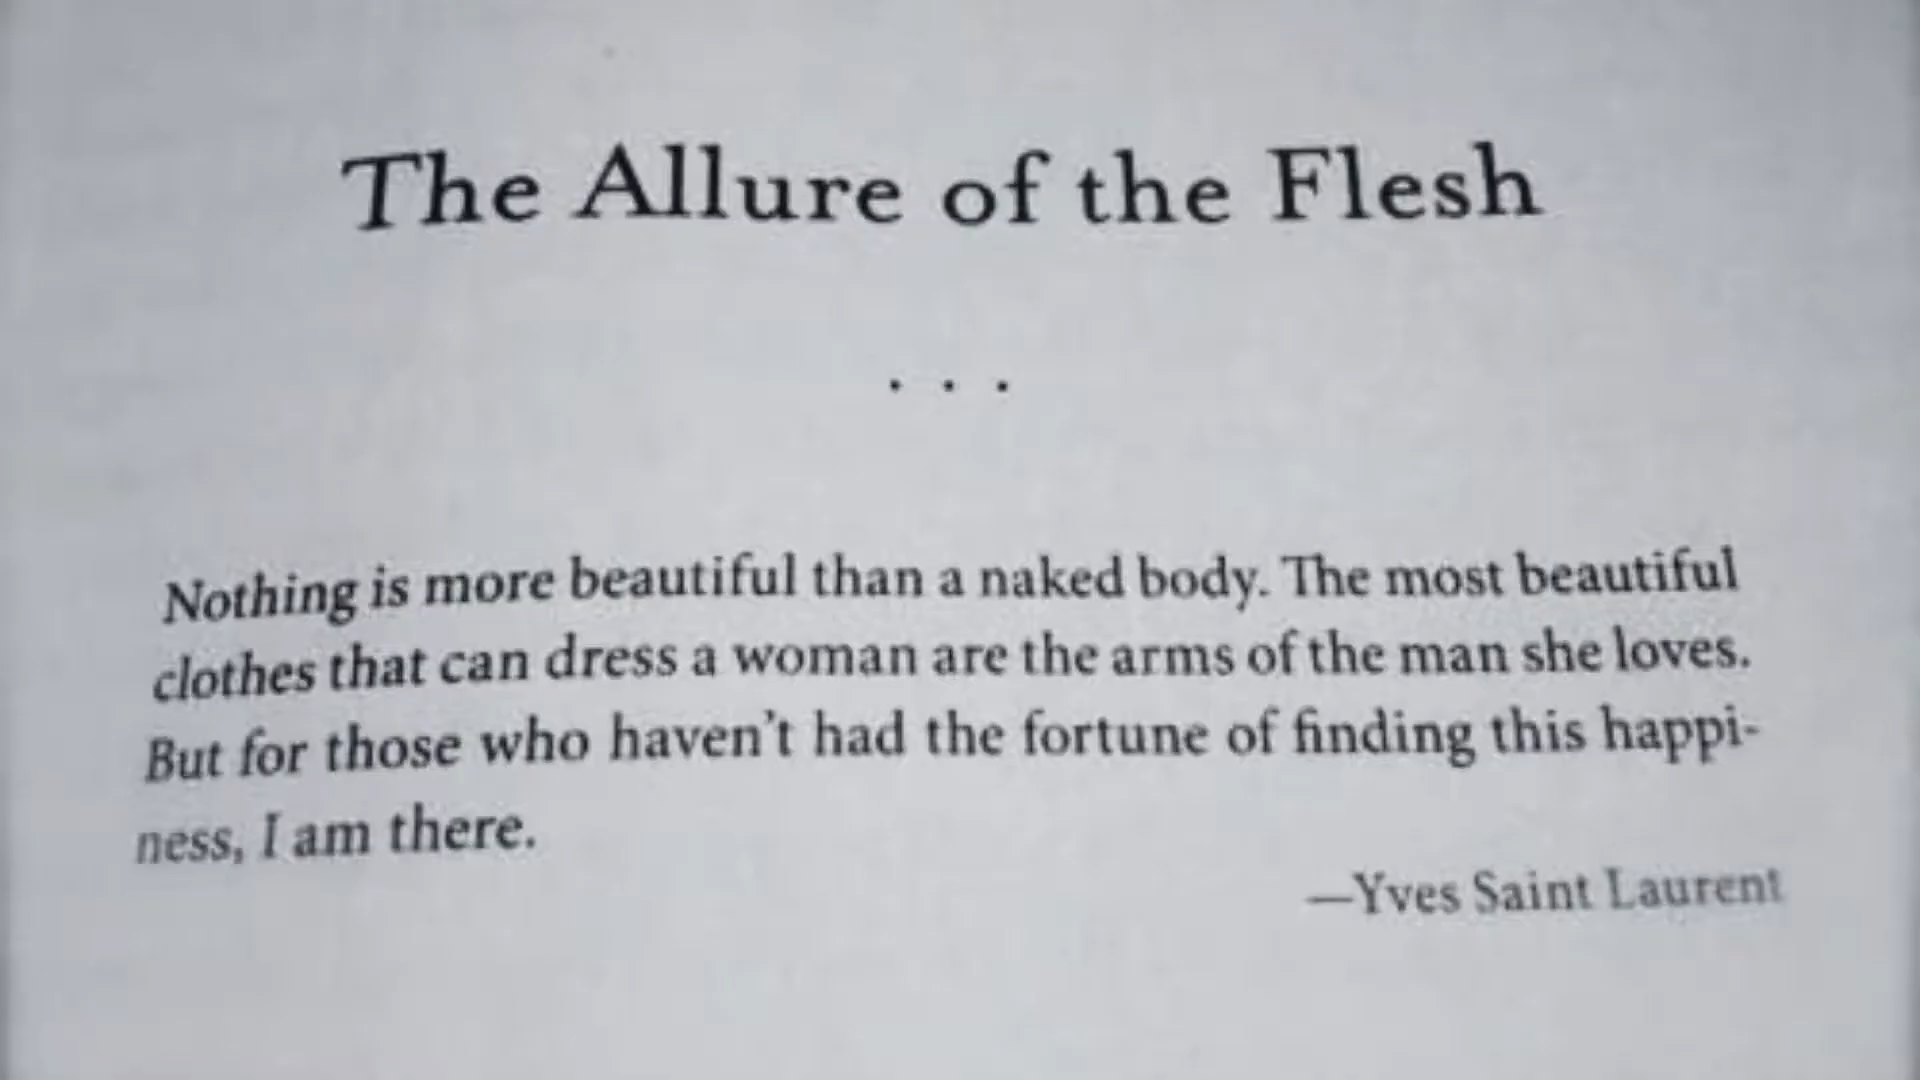 The Allure of the Flesh
. . .
Nothing is more beautiful than a naked body. The most beautiful
clothes that can dress a woman are the arms of the man she loves.
But for those who haven't had the fortune of finding this happi-
ness, I am there.
—Yves Saint Laurent